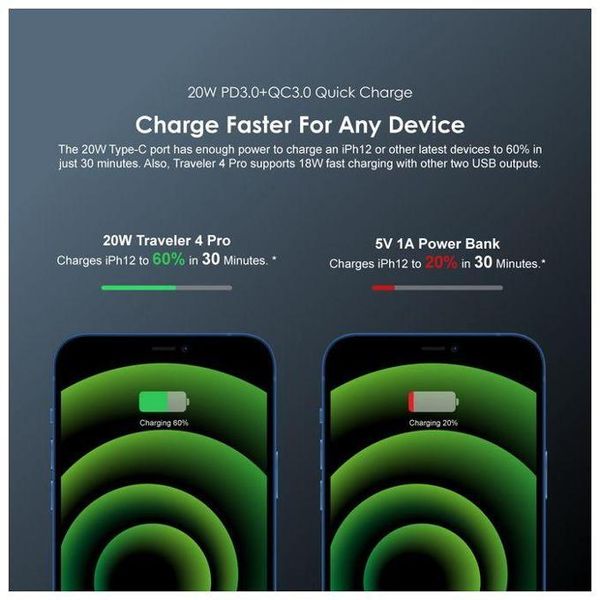 20W PD3.0+QC3.0 Quick Charge
Charge Faster For Any Device
The 20W Type-C port has enough power to charge an iPh12 or other latest devices to 60% in
just 30 minutes. Also, Traveler 4 Pro supports 18W fast charging with other two USB outputs.
20W Traveler 4 Pro
Charges iPh12 to 60% in 30 Minutes. *
5V 1A Power Bank
Charges iPh12 to 20% in 30 Minutes.*
Charging 60%
Charging 20%